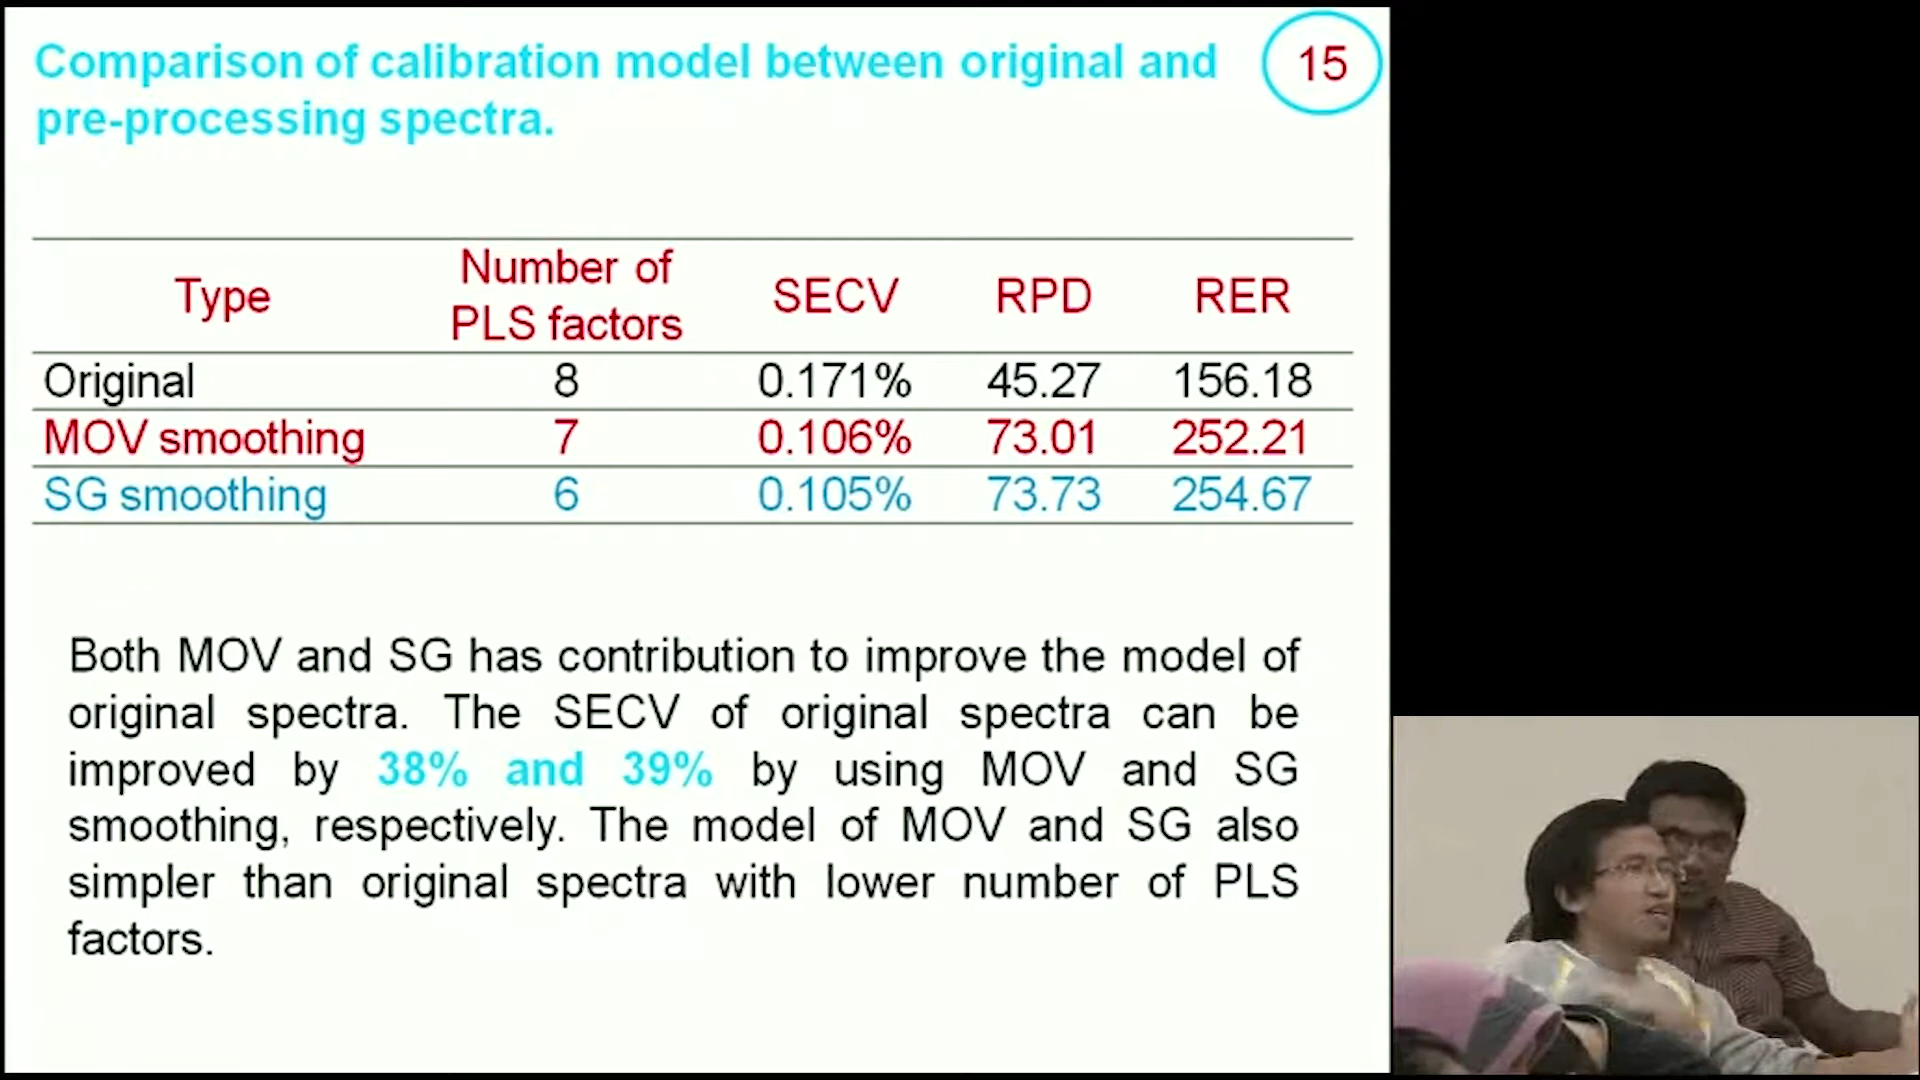 Comparison of calibration model between original and
pre-processing spectra.
15
Type Number of PLS factors SECV RPD RER
Original 8 0.171% 45.27 156.18
MOV smoothing 7 0.106% 73.01 252.21
SG smoothing 6 0.105% 73.73 254.67
Both MOV and SG has contribution to improve the model of
original spectra. The SECV of original spectra can be
improved by 38% and 39% by using MOV and SG
smoothing, respectively. The model of MOV and SG also
simpler than original spectra with lower number of PLS
factors.